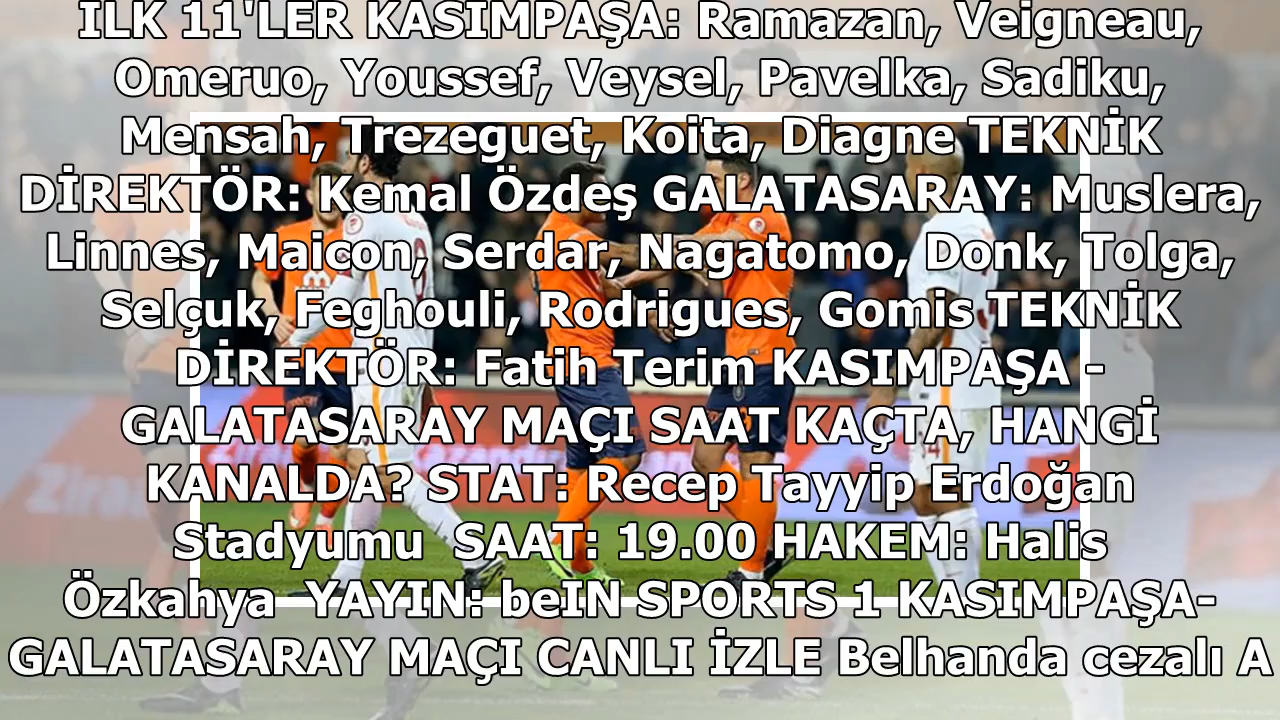 İLK 11'LER KASIMPAŞA: Ramazan, Veigneau,
Omeruo, Youssef, Veysel, Pavelka, Sadiku,
Mensah, Trezeguet, Koita, Diagne TEKNİK
DİREKTÖR: Kemal Özdeş GALATASARAY: Muslera,
Linnes, Maicon, Serdar, Nagatomo, Donk, Tolga,
Selçuk, Feghouli, Rodrigues, Gomis TEKNİK
DİREKTÖR: Fatih Terim KASIMPAŞA -
GALATASARAY MAÇI SAAT KAÇTA, HANGİ
KANALDA? STAT: Recep Tayyip Erdoğan
Stadyumu  SAAT: 19.00 HAKEM: Halis
Özkahya  YAYIN: beIN SPORTS 1 KASIMPAŞA-
GALATASARAY MAÇI CANLI İZLE Belhanda cezalı A